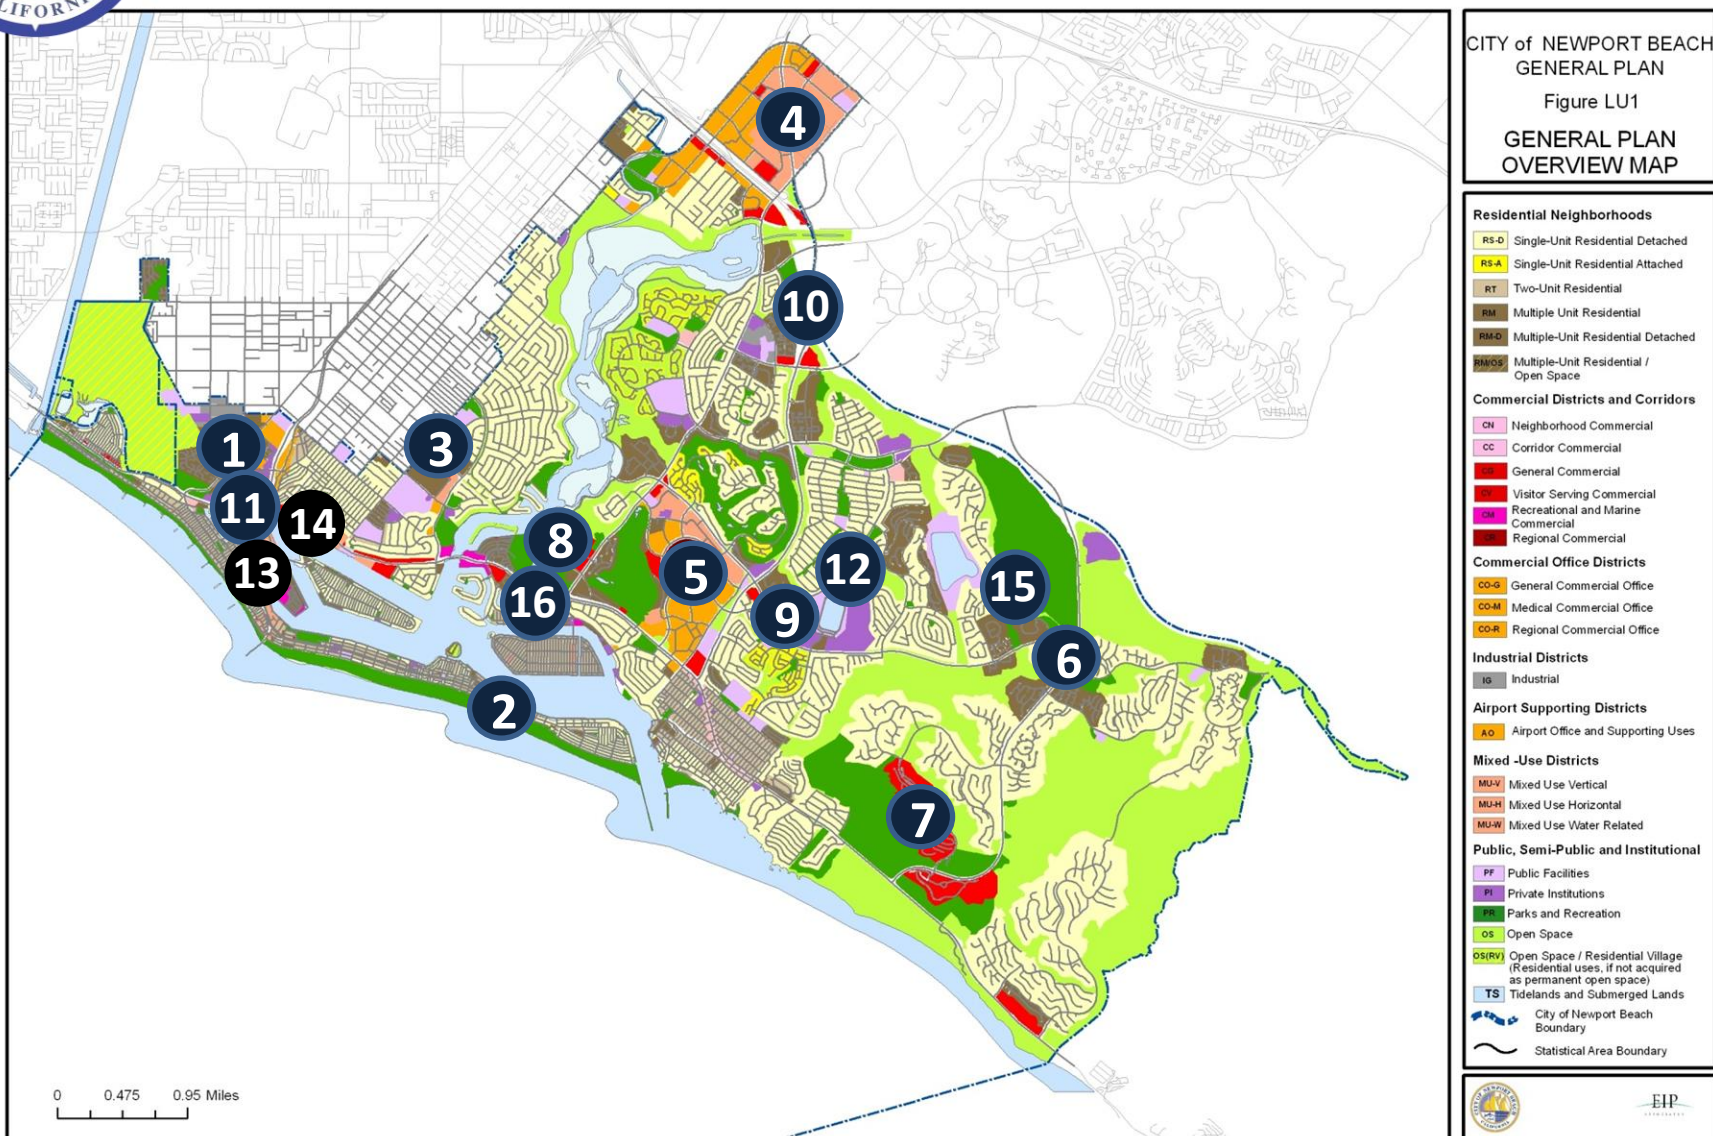 LIFORNI
CITY of NEWPORT BEACH
GENERAL PLAN
Figure LU1
GENERAL PLAN
OVERVIEW MAP
Residential Neighborhoods
RS-D Single-Unit Residential Detached
RS-A Single-Unit Residential Attached
RT Two-Unit Residential
RM Multiple Unit Residential
RM-D Multiple-Unit Residential Detached
RM/OS Multiple-Unit Residential /
Open Space
Commercial Districts and Corridors
CN Neighborhood Commercial
CC Corridor Commercial
CG General Commercial
CV Visitor Serving Commercial
CM Recreational and Marine
Commercial
CR Regional Commercial
Commercial Office Districts
CO-G General Commercial Office
CO-M Medical Commercial Office
CO-R Regional Commercial Office
Industrial Districts
IG Industrial
Airport Supporting Districts
AO Airport Office and Supporting Uses
Mixed -Use Districts
MU-V Mixed Use Vertical
MU-H Mixed Use Horizontal
MU-W Mixed Use Water Related
Public, Semi-Public and Institutional
PF Public Facilities
PI Private Institutions
PR Parks and Recreation
OS Open Space
OS(RV) Open Space / Residential Village
(Residential uses, if not acquired
as permanent open space)
TS Tidelands and Submerged Lands
City of Newport Beach
Boundary
Statistical Area Boundary
EIP
4
10
1
3
11
14
8
13
5
12
15
16
9
6
2
7
0 0.475 0.95 Miles